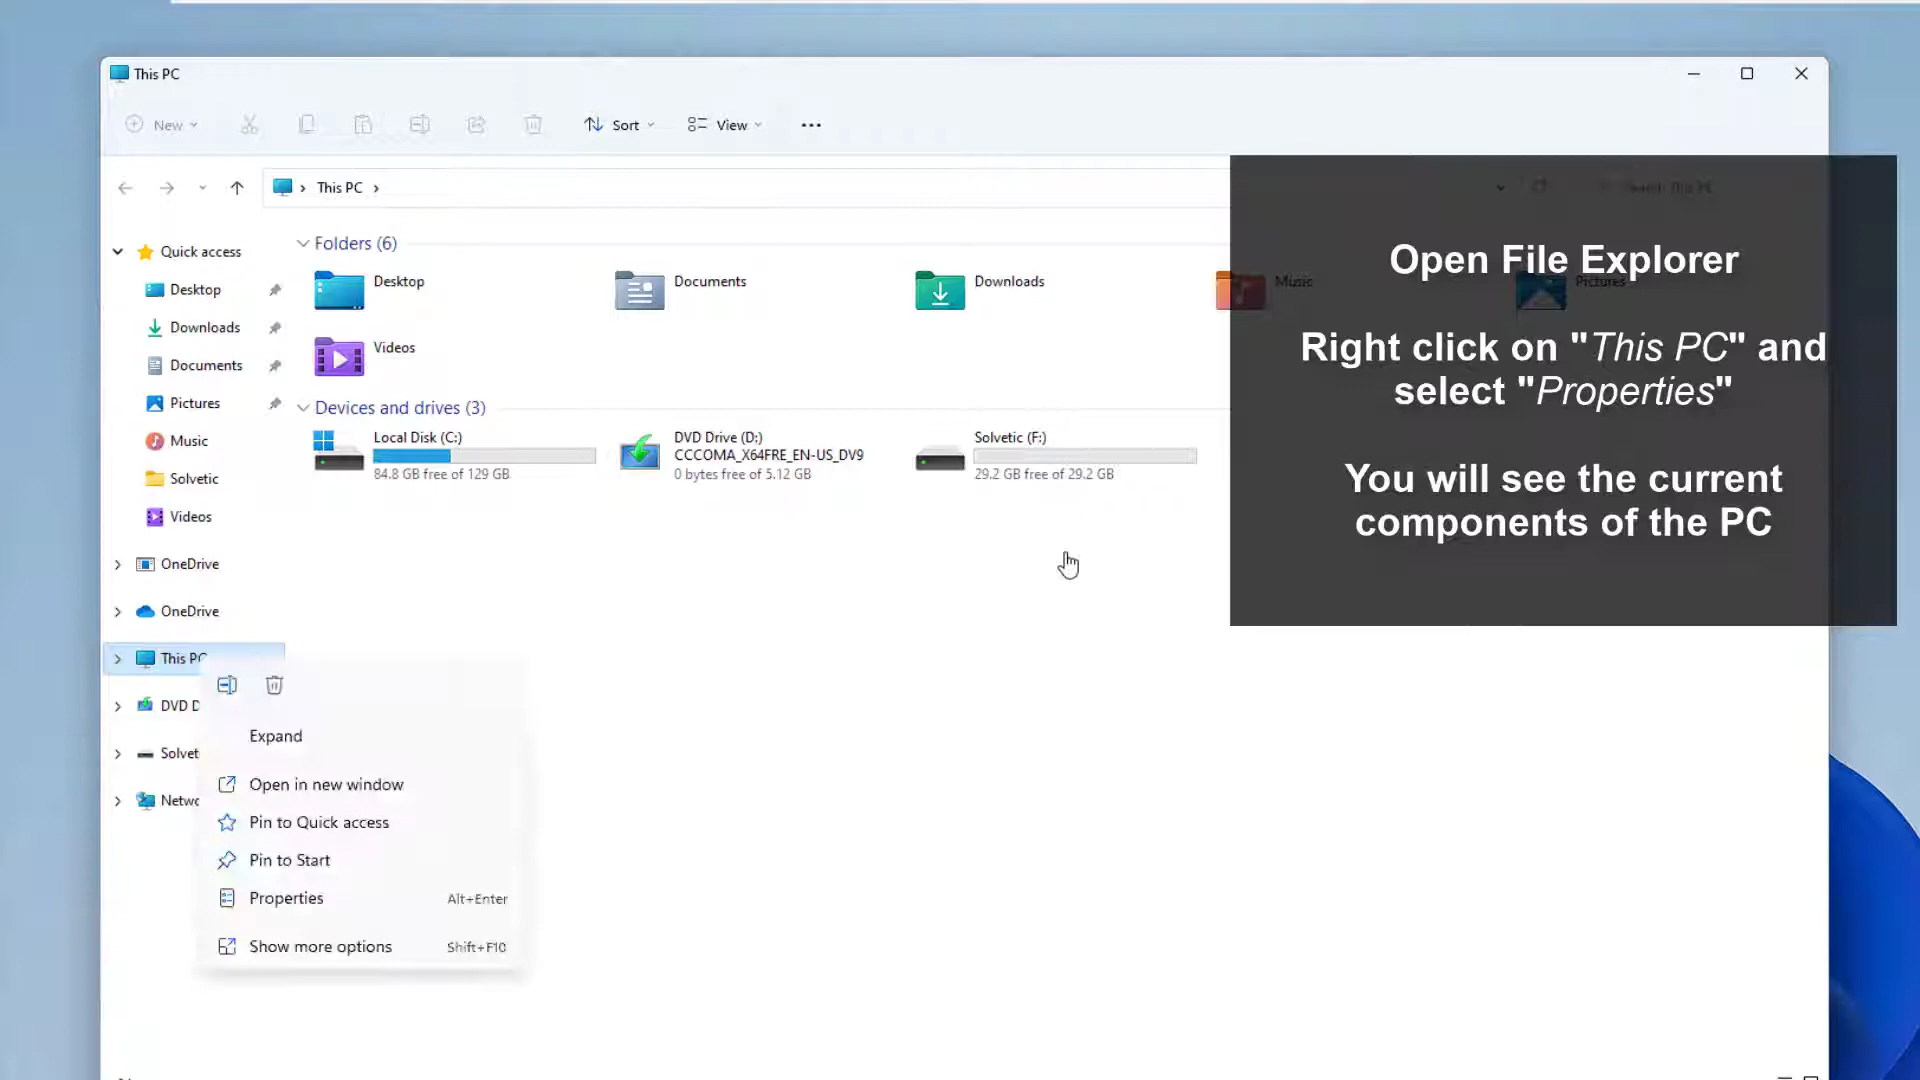 This PC
New
Sort
View
This PC
Search This PC
Quick access
Desktop
Downloads
Documents
Pictures
Music
Solvetic
Videos
OneDrive
OneDrive
This PC
DVD D
Solvet
Netwo
Folders (6)
Desktop
Documents
Downloads
Music
Pictures
Videos
Devices and drives (3)
Local Disk (C:)
84.8 GB free of 129 GB
DVD Drive (D:)
CCCOMA_X64FRE_EN-US_DV9
0 bytes free of 5.12 GB
Solvetic (F:)
29.2 GB free of 29.2 GB
Open File Explorer
Right click on "This PC" and
select "Properties"
You will see the current
components of the PC
Expand
Open in new window
Pin to Quick access
Pin to Start
Properties Alt+Enter
Show more options Shift+F10